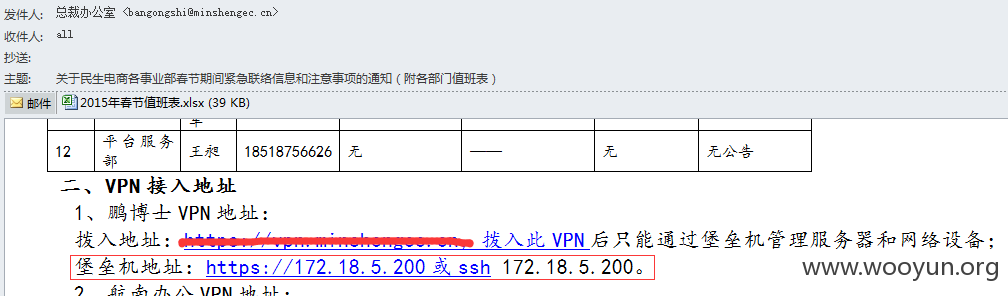 发件人: 总裁办公室 <bangongshi@minshengec.cn>
收件人: all
抄送:
主题: 关于民生电商各事业部春节期间紧急联络信息和注意事项的通知（附各部门值班表）
邮件 2015年春节值班表.xlsx (39 KB)
12 平台服务部 王昶 18518756626 无 —— 无 无公告
二、VPN 接入地址
1、鹏博士 VPN 地址：
拨入地址： 拨入此 VPN 后只能通过堡垒机管理服务器和网络设备；
堡垒机地址：https://172.18.5.200 或 ssh 172.18.5.200。
www.wooyun.org
2、航南办公 VPN 地址：